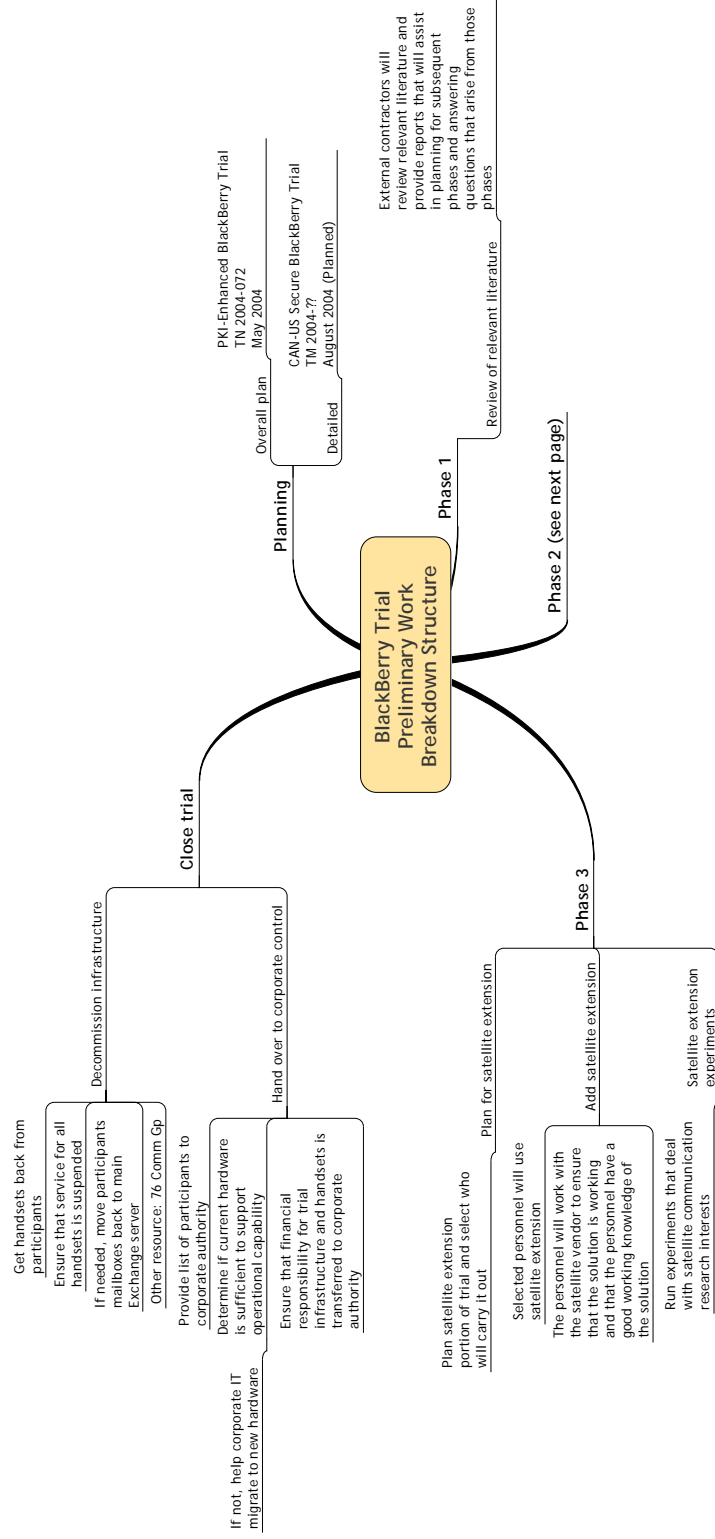 BlackBerry Trial
Preliminary Work
Breakdown Structure
Planning
Overall plan
PKI-Enhanced BlackBerry Trial
TN 2004-072
May 2004
Detailed
CAN-US Secure BlackBerry Trial
TM 2004-??
August 2004 (Planned)
Phase 1
Review of relevant literature
External contractors will
review relevant literature and
provide reports that will assist
in planning for subsequent
phases and answering
questions that arise from those
phases
Phase 2 (see next page)
Phase 3
Plan for satellite extension
Plan satellite extension
portion of trial and select who
will carry it out
Add satellite extension
Selected personnel will use
satellite extension
The personnel will work with
the satellite vendor to ensure
that the solution is working
and that the personnel have a
good working knowledge of
the solution
Satellite extension
experiments
Run experiments that deal
with satellite communication
research interests
Close trial
Decommission infrastructure
Get handsets back from
participants
Ensure that service for all
handsets is suspended
If needed, move participants
mailboxes back to main
Exchange server
Other resource: 76 Comm Gp
Hand over to corporate control
Provide list of participants to
corporate authority
Determine if current hardware
is sufficient to support
operational capability
If not, help corporate IT
migrate to new hardware
Ensure that financial
responsibility for trial
infrastructure and handsets is
transferred to corporate
authority